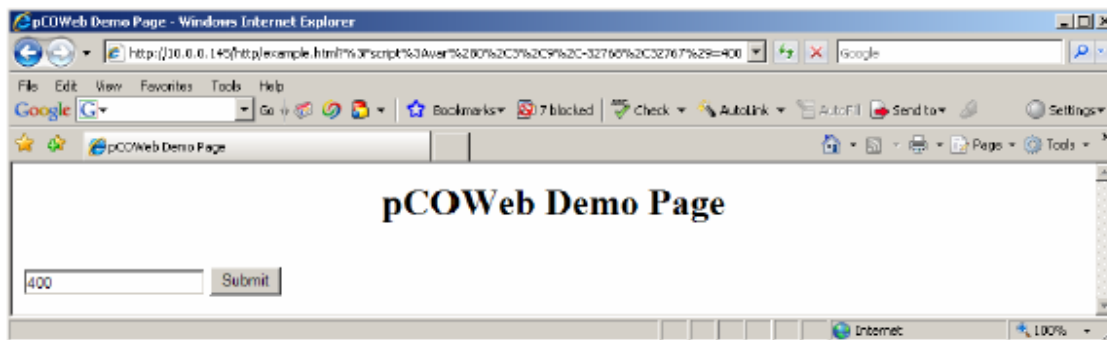 pCOWeb Demo Page - Windows Internet Explorer
http://10.0.0.145/http/example.html?%3Fscript%3Avar%280%2C3%2C9%2C-32768%2C32767%29=400 Google
File Edit View Favorites Tools Help
Google G Go Bookmarks 7 blocked Check AutoLink AutoFill Send to Settings
pCOWeb Demo Page Page Tools
pCOWeb Demo Page
400 Submit
Internet 100%